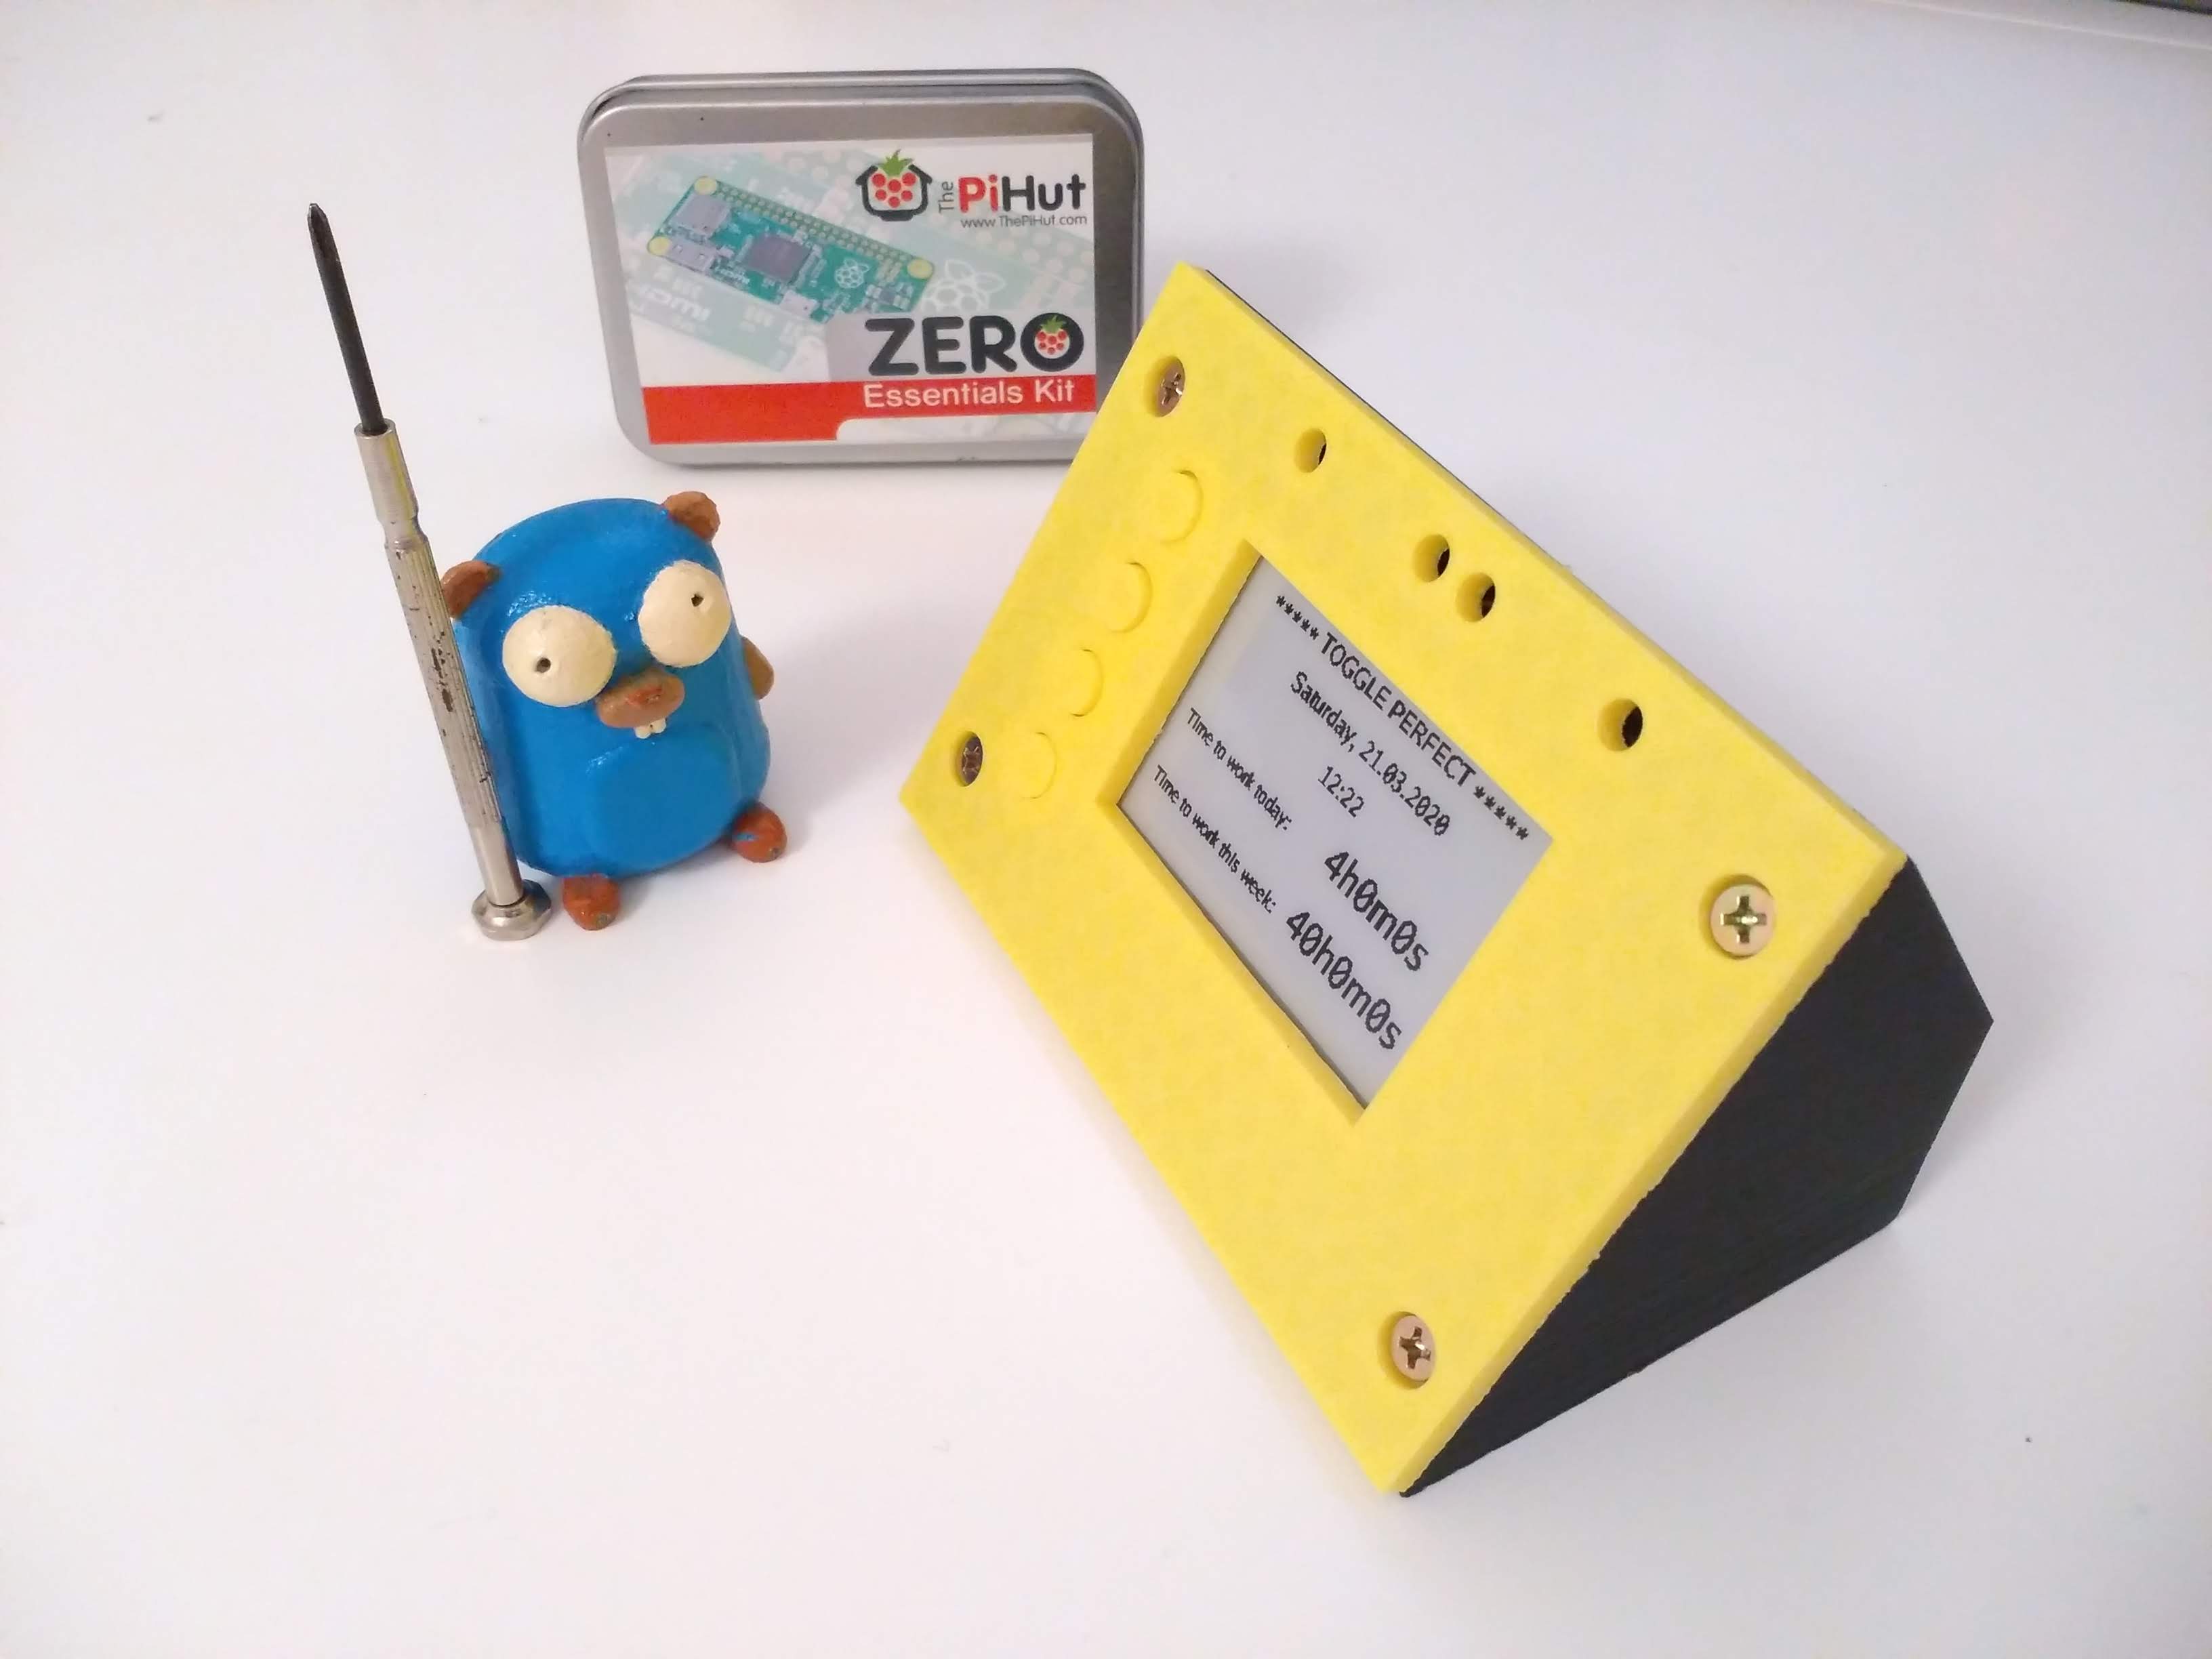 The PiHut
www.ThePiHut.com
ZERO
Essentials Kit
***** TOGGLE PERFECT *****
Saturday, 21.03.2020
12:22
Time to work today: 4h0m0s
Time to work this week: 40h0m0s